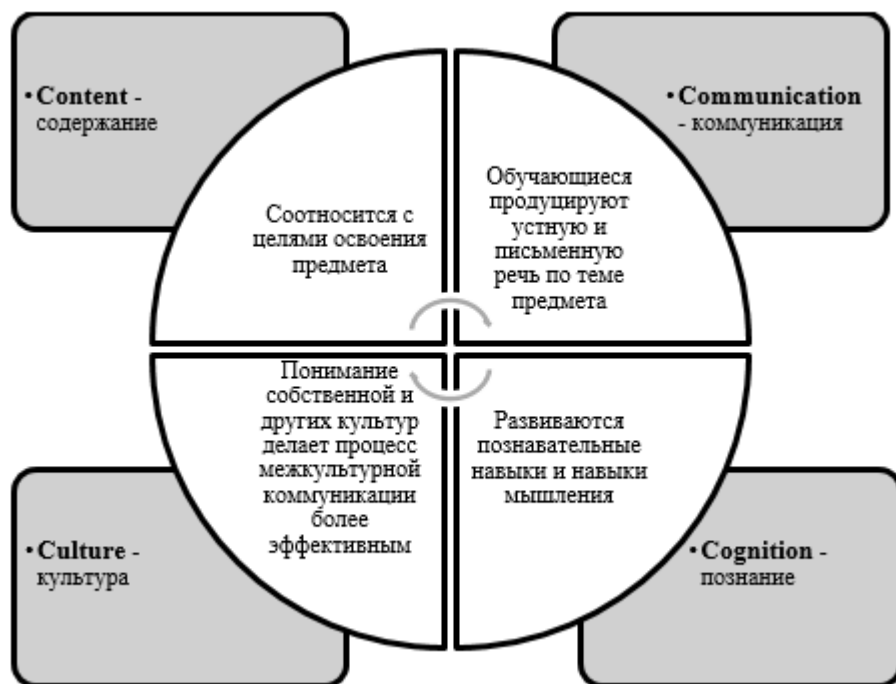 • Content -
содержание
Соотносится с
целями освоения
предмета
• Communication
- коммуникация
Обучающиеся
продуцируют
устную и
письменную
речь по теме
предмета
• Culture -
культура
Понимание
собственной и
других культур
делает процесс
межкультурной
коммуникации
более
эффективным
• Cognition -
познание
Развиваются
познавательные
навыки и навыки
мышления